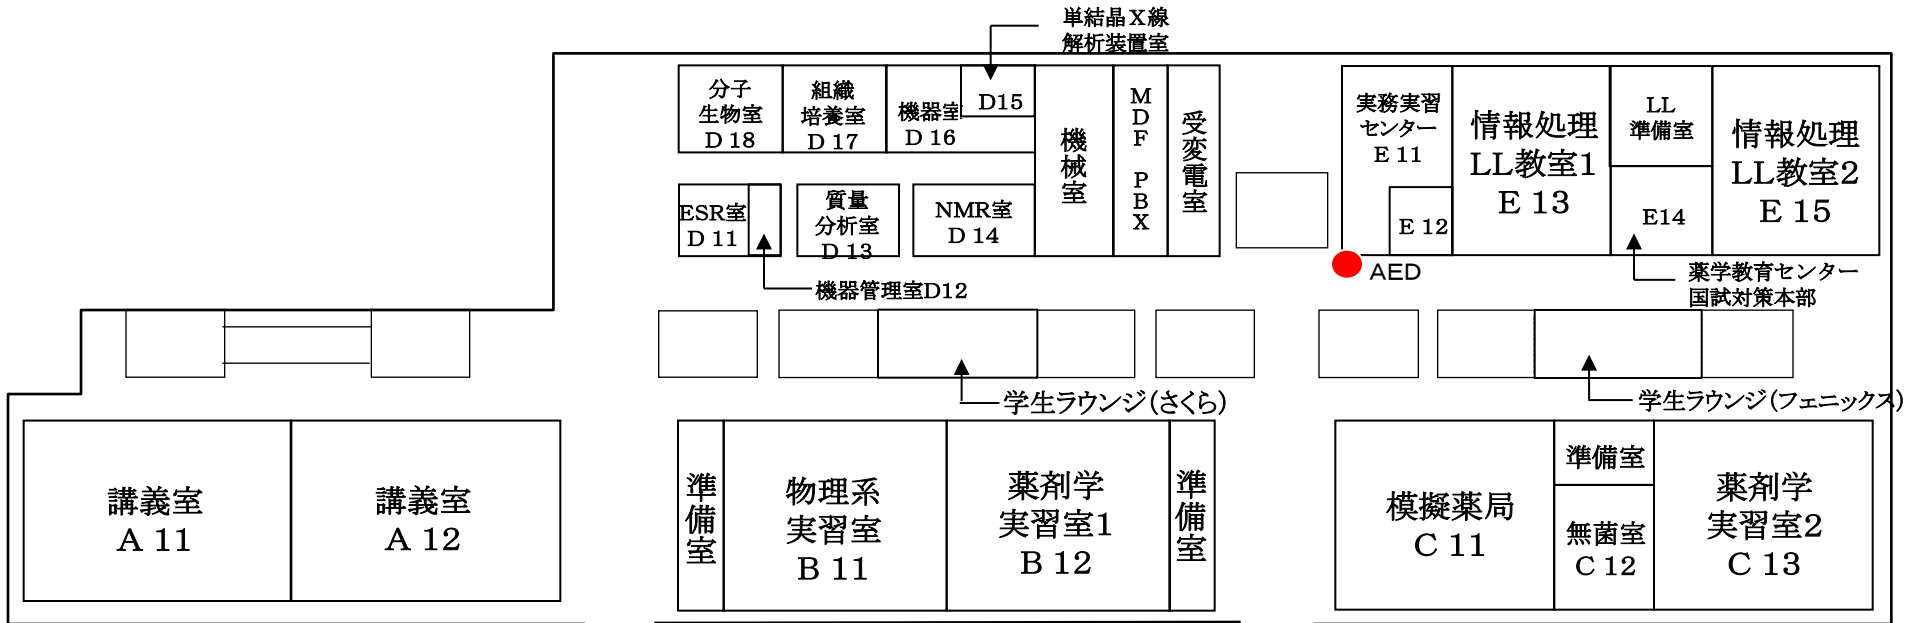 単結晶X線
解析装置室
分子
生物室
D 18
組織
培養室
D 17
機器室
D 16
D15
機械室
MDF PBX
受変電室
実務実習
センター
E 11
E 12
情報処理
LL教室1
E 13
LL
準備室
E14
情報処理
LL教室2
E 15
ESR室
D 11
質量
分析室
D 13
NMR室
D 14
機器管理室D12
AED
薬学教育センター
国試対策本部
学生ラウンジ(さくら)
学生ラウンジ(フェニックス)
講義室
A 11
講義室
A 12
準備室
物理系
実習室
B 11
薬剤学
実習室1
B 12
準備室
模擬薬局
C 11
準備室
無菌室
C 12
薬剤学
実習室2
C 13